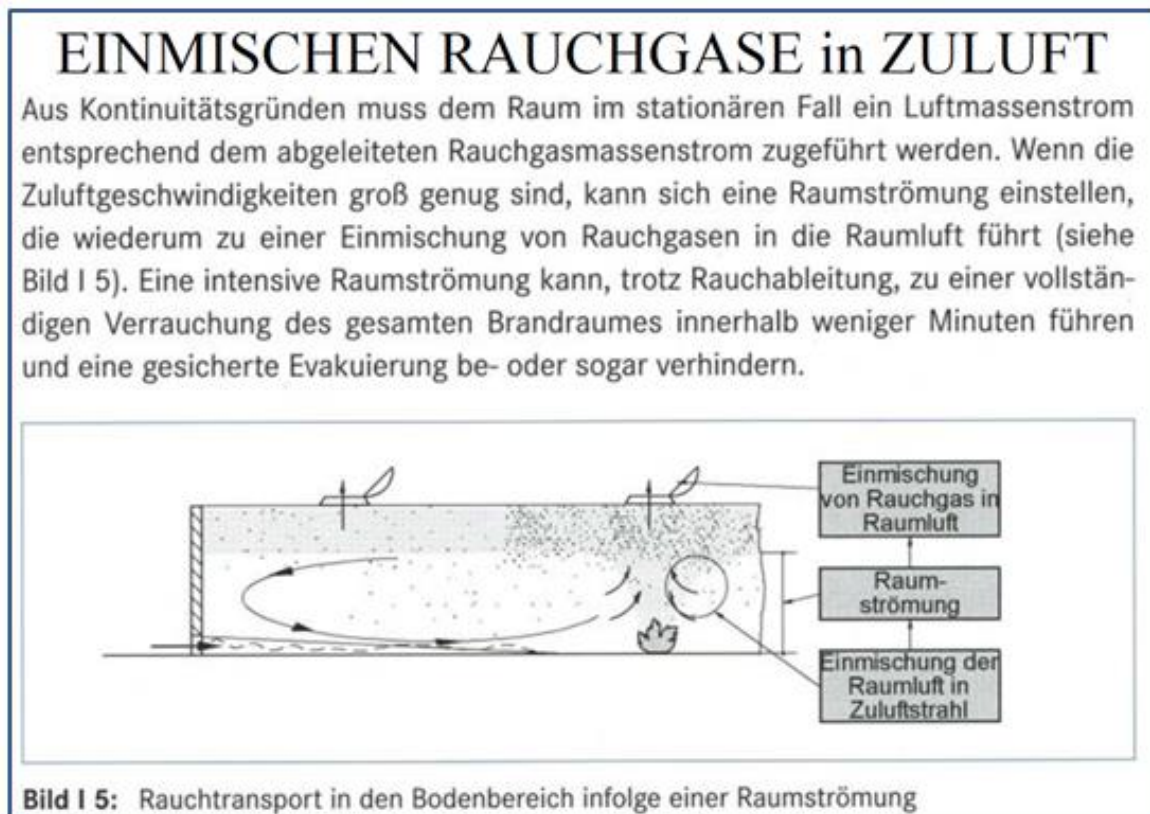 EINMISCHEN RAUCHGASE in ZULUFT
Aus Kontinuitätsgründen muss dem Raum im stationären Fall ein Luftmassenstrom
entsprechend dem abgeleiteten Rauchgasmassenstrom zugeführt werden. Wenn die
Zuluftgeschwindigkeiten groß genug sind, kann sich eine Raumströmung einstellen,
die wiederum zu einer Einmischung von Rauchgasen in die Raumluft führt (siehe
Bild I 5). Eine intensive Raumströmung kann, trotz Rauchableitung, zu einer vollstän-
digen Verrauchung des gesamten Brandraumes innerhalb weniger Minuten führen
und eine gesicherte Evakuierung be- oder sogar verhindern.
Einmischung
von Rauchgas in
Raumluft
Raum-
strömung
Einmischung der
Raumluft in
Zuluftstrahl
Bild I 5: Rauchtransport in den Bodenbereich infolge einer Raumströmung